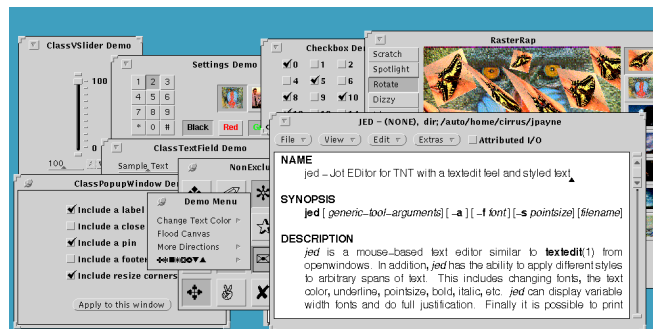 ClassVSlider Demo
100
0
100
Settings Demo
1 2 3
4 5 6
7 8 9
* 0 #
Black Red
ClassTextField Demo
Sample Text
Checkbox Dem
0 1 2
4 5 6
8 9 10
RasterRap
Scratch
Spotlight
Rotate
Dizzy
NonExclu
ClassPopupWindow Dem
Include a label
Include a close
Include a pin
Include a footer
Include resize corners
Apply to this window
Demo Menu
Change Text Color
Flood Canvas
More Directions
JED - (NONE), dir;/auto/home/cirrus/jpayne
File View Edit Extras Attributed I/O
NAME
jed - Jot EDitor for TNT with a textedit feel and styled text
SYNOPSIS
jed [ generic-tool-arguments] [ -a ] [ -f font] [-s pointsize] [filename]
DESCRIPTION
jed is a mouse-based text editor similar to textedit(1) from
openwindows. In addition, jed has the ability to apply different styles
to arbitrary spans of text. This includes changing fonts, the text
color, underline, pointsize, bold, italic, etc. jed can display variable
width fonts and do full justification. Finally it is possible to print